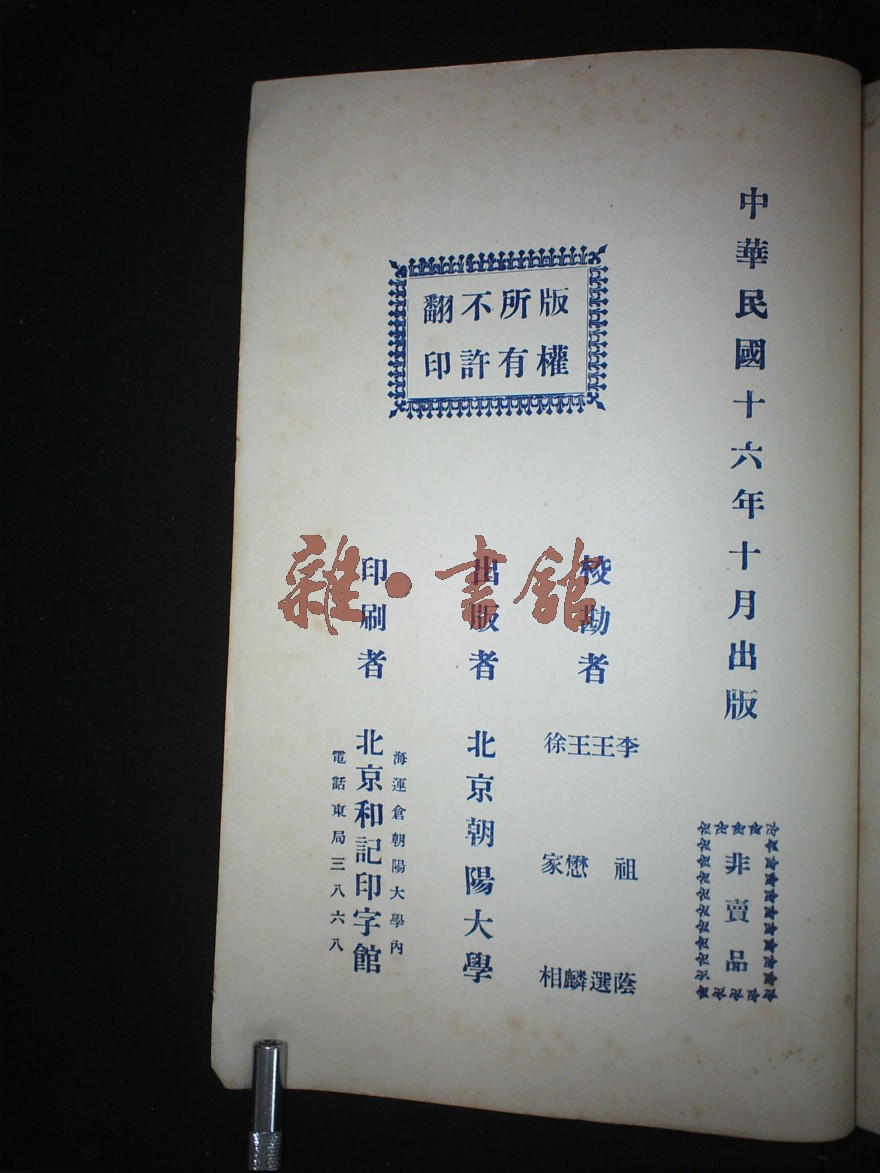 中華民國十六年十月出版
非賣品
版權
所有
不許
翻印
校勘者
李祖蔭
王選
王懋麟
徐家相
出版者 北京朝陽大學
印刷者 北京和記印字館
海運倉朝陽大學內
電話東局三八六八
雜·書館